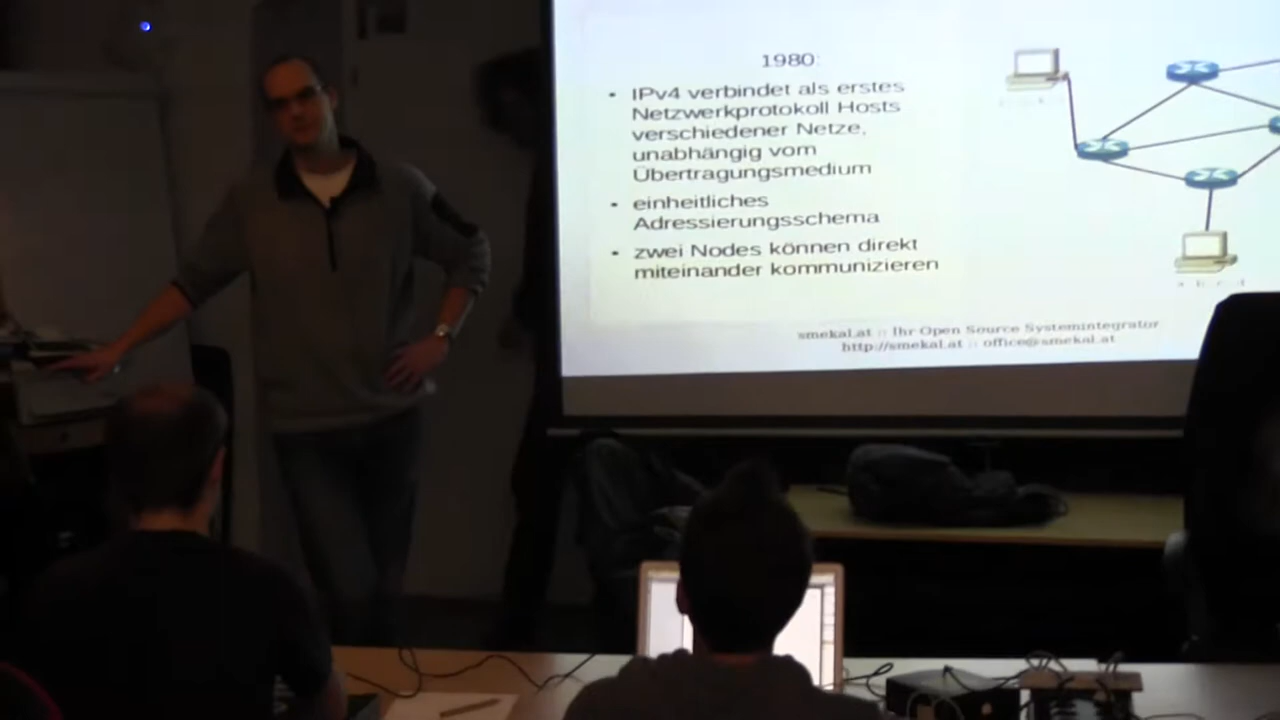 1980:
• IPv4 verbindet als erstes
Netzwerkprotokoll Hosts
verschiedener Netze,
unabhängig vom
Übertragungsmedium
• einheitliches
Adressierungsschema
• zwei Nodes können direkt
miteinander kommunizieren
smekal.at :: Ihr Open Source Systemintegrator
http://smekal.at :: office@smekal.at